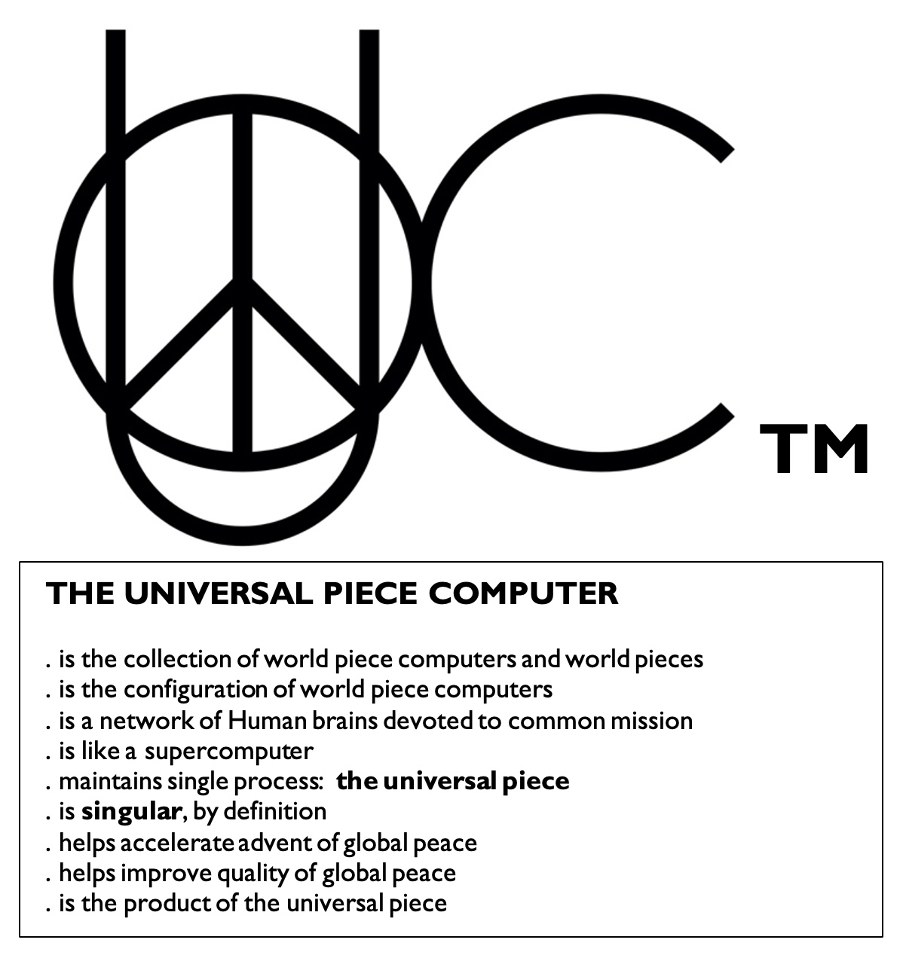 UC
TM
THE UNIVERSAL PIECE COMPUTER
. is the collection of world piece computers and world pieces
. is the configuration of world piece computers
. is a network of Human brains devoted to common mission
. is like a supercomputer
. maintains single process: the universal piece
. is singular, by definition
. helps accelerate advent of global peace
. helps improve quality of global peace
. is the product of the universal piece